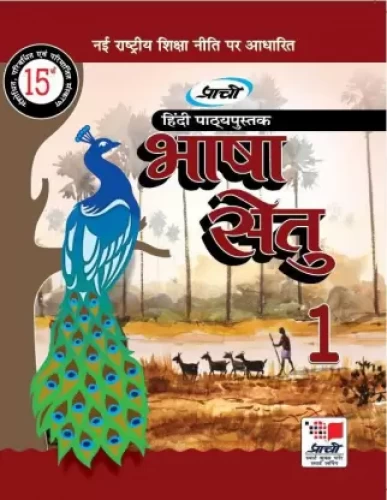 नई राष्ट्रीय शिक्षा नीति पर आधारित
15
प्राची
हिंदी पाठ्यपुस्तक
भाषा
सेतु
1
प्राची